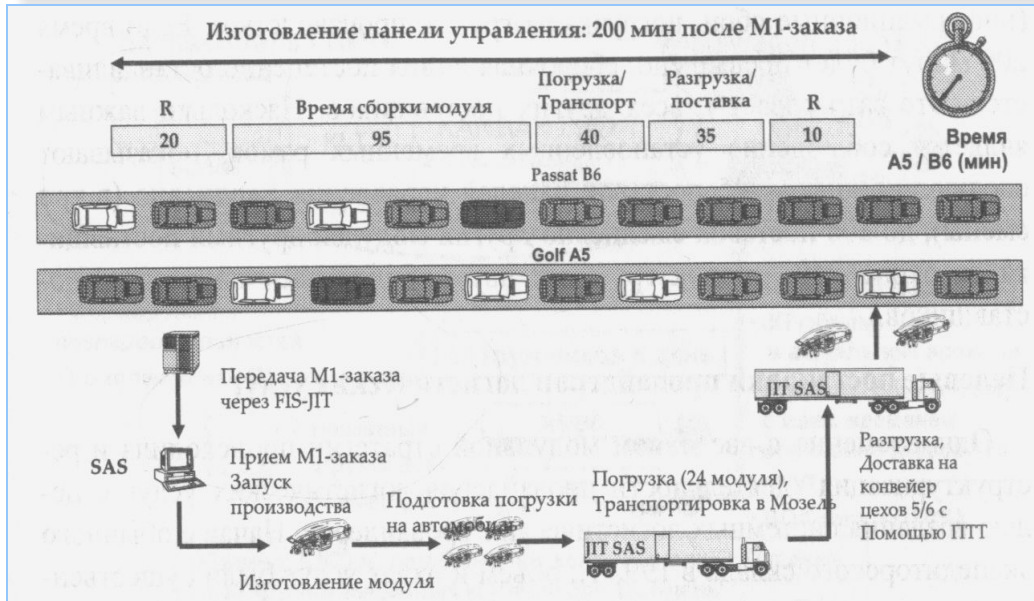 Изготовление панели управления: 200 мин после М1-заказа
Погрузка/ Разгрузка/
R Время сборки модуля Транспорт поставка R
20 95 40 35 10
Время
A5 / B6 (мин)
Passat B6
Golf A5
Передача М1-заказа
через FIS-JIT
SAS
Прием М1-заказа
Запуск
производства
Изготовление модуля
Подготовка погрузки
на автомобили
Погрузка (24 модуля),
Транспортировка в Мозель
JIT SAS
JIT SAS
Разгрузка,
Доставка на
конвейер
цехов 5/6 с
Помощью ПТТ